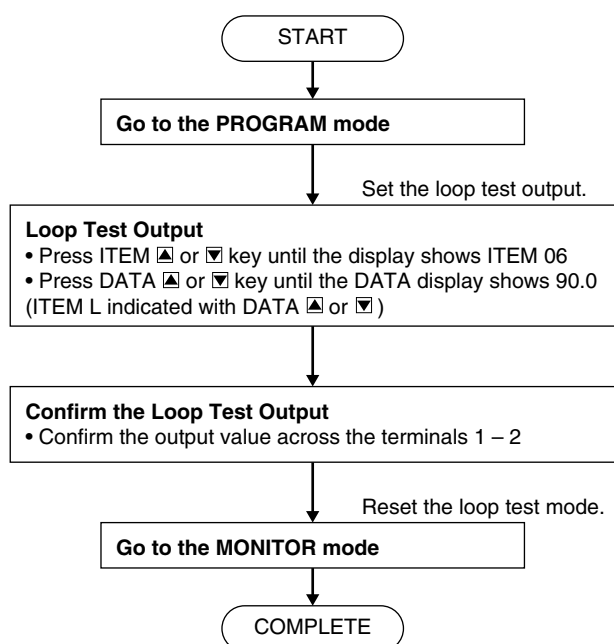 START
Go to the PROGRAM mode
Set the loop test output.
Loop Test Output
• Press ITEM ▲ or ▼ key until the display shows ITEM 06
• Press DATA ▲ or ▼ key until the DATA display shows 90.0
(ITEM L indicated with DATA ▲ or ▼ )
Confirm the Loop Test Output
• Confirm the output value across the terminals 1 – 2
Reset the loop test mode.
Go to the MONITOR mode
COMPLETE